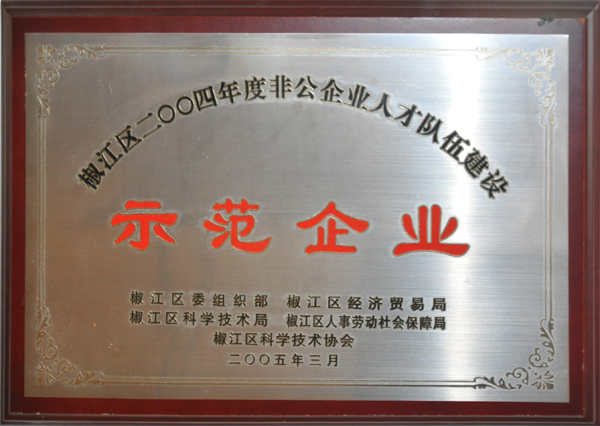 椒江区二〇〇四年度非公企业人才队伍建设
示范企业
椒江区委组织部 椒江区经济贸易局
椒江区科学技术局 椒江区人事劳动社会保障局
椒江区科学技术协会
二〇〇五年三月